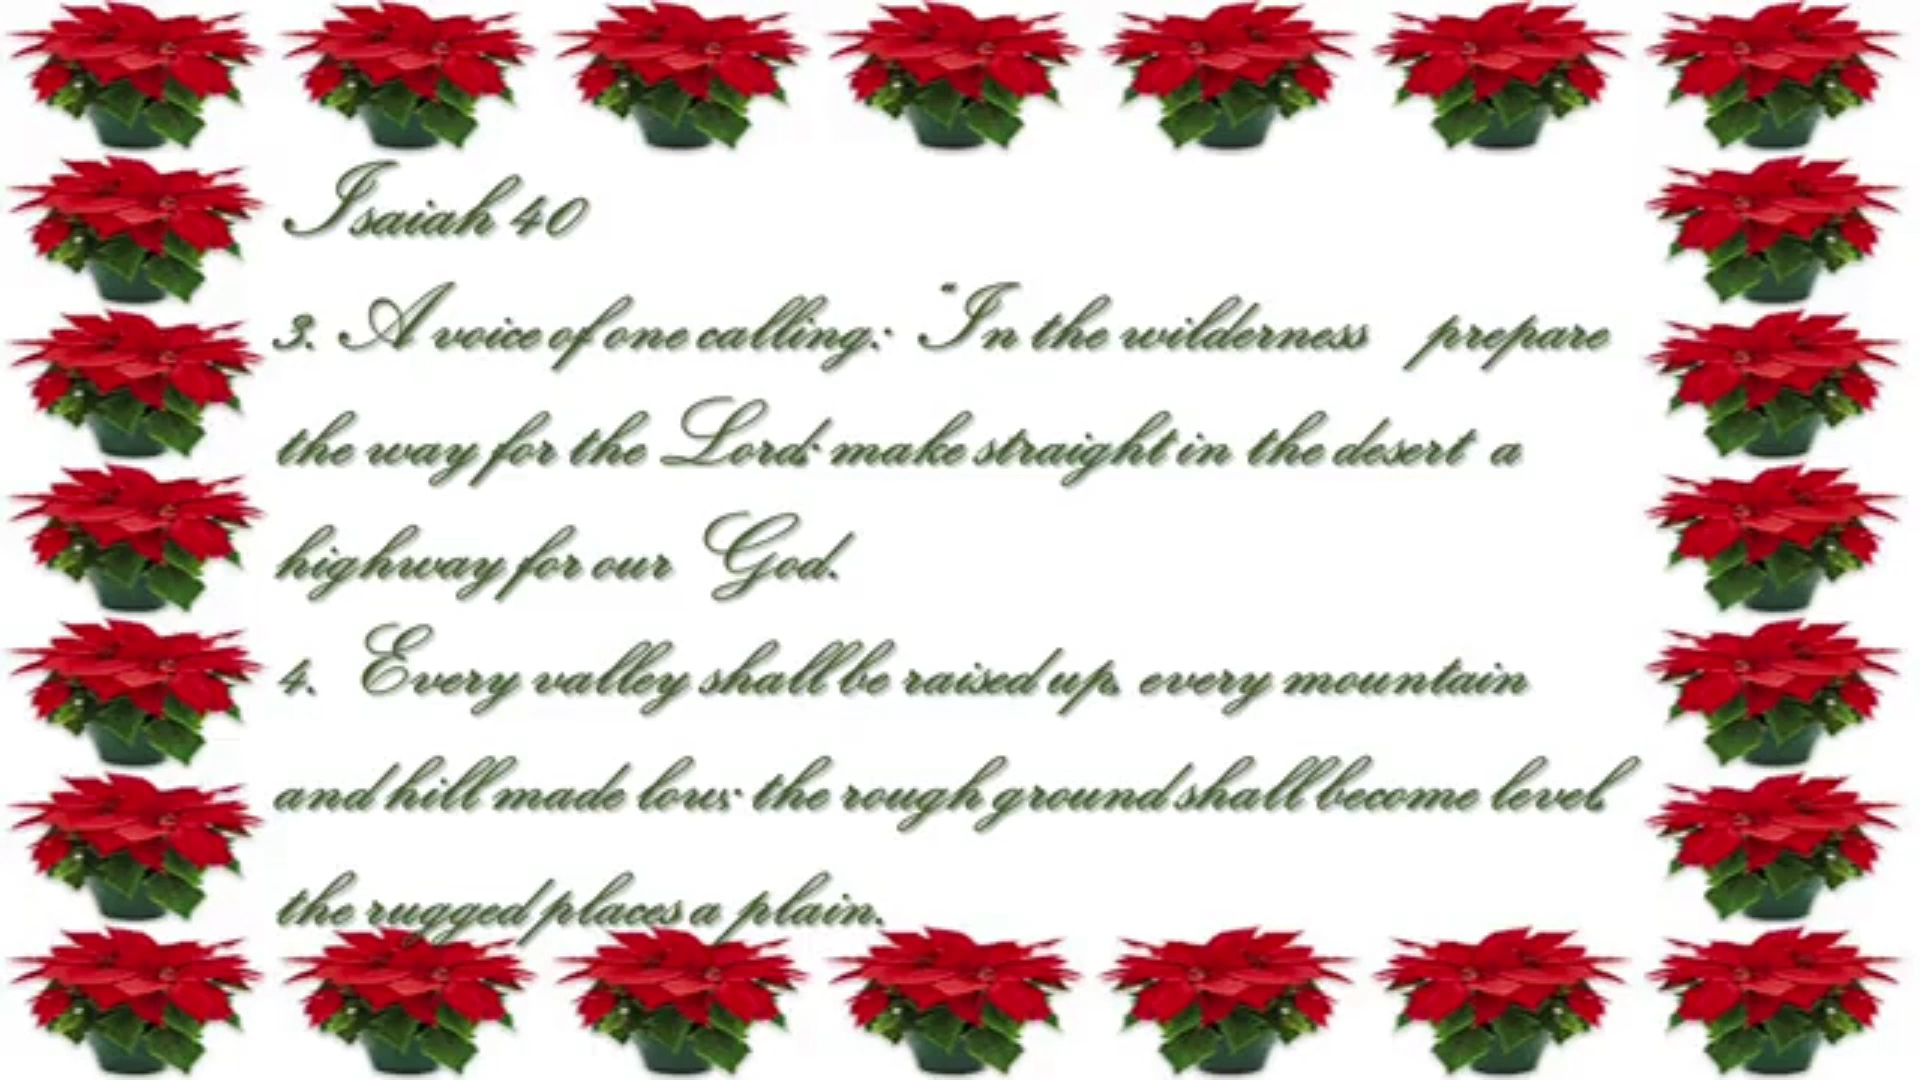 Isaiah 40
3. A voice of one calling: "In the wilderness prepare
the way for the Lord; make straight in the desert a
highway for our God.
4. Every valley shall be raised up, every mountain
and hill made low; the rough ground shall become level,
the rugged places a plain.